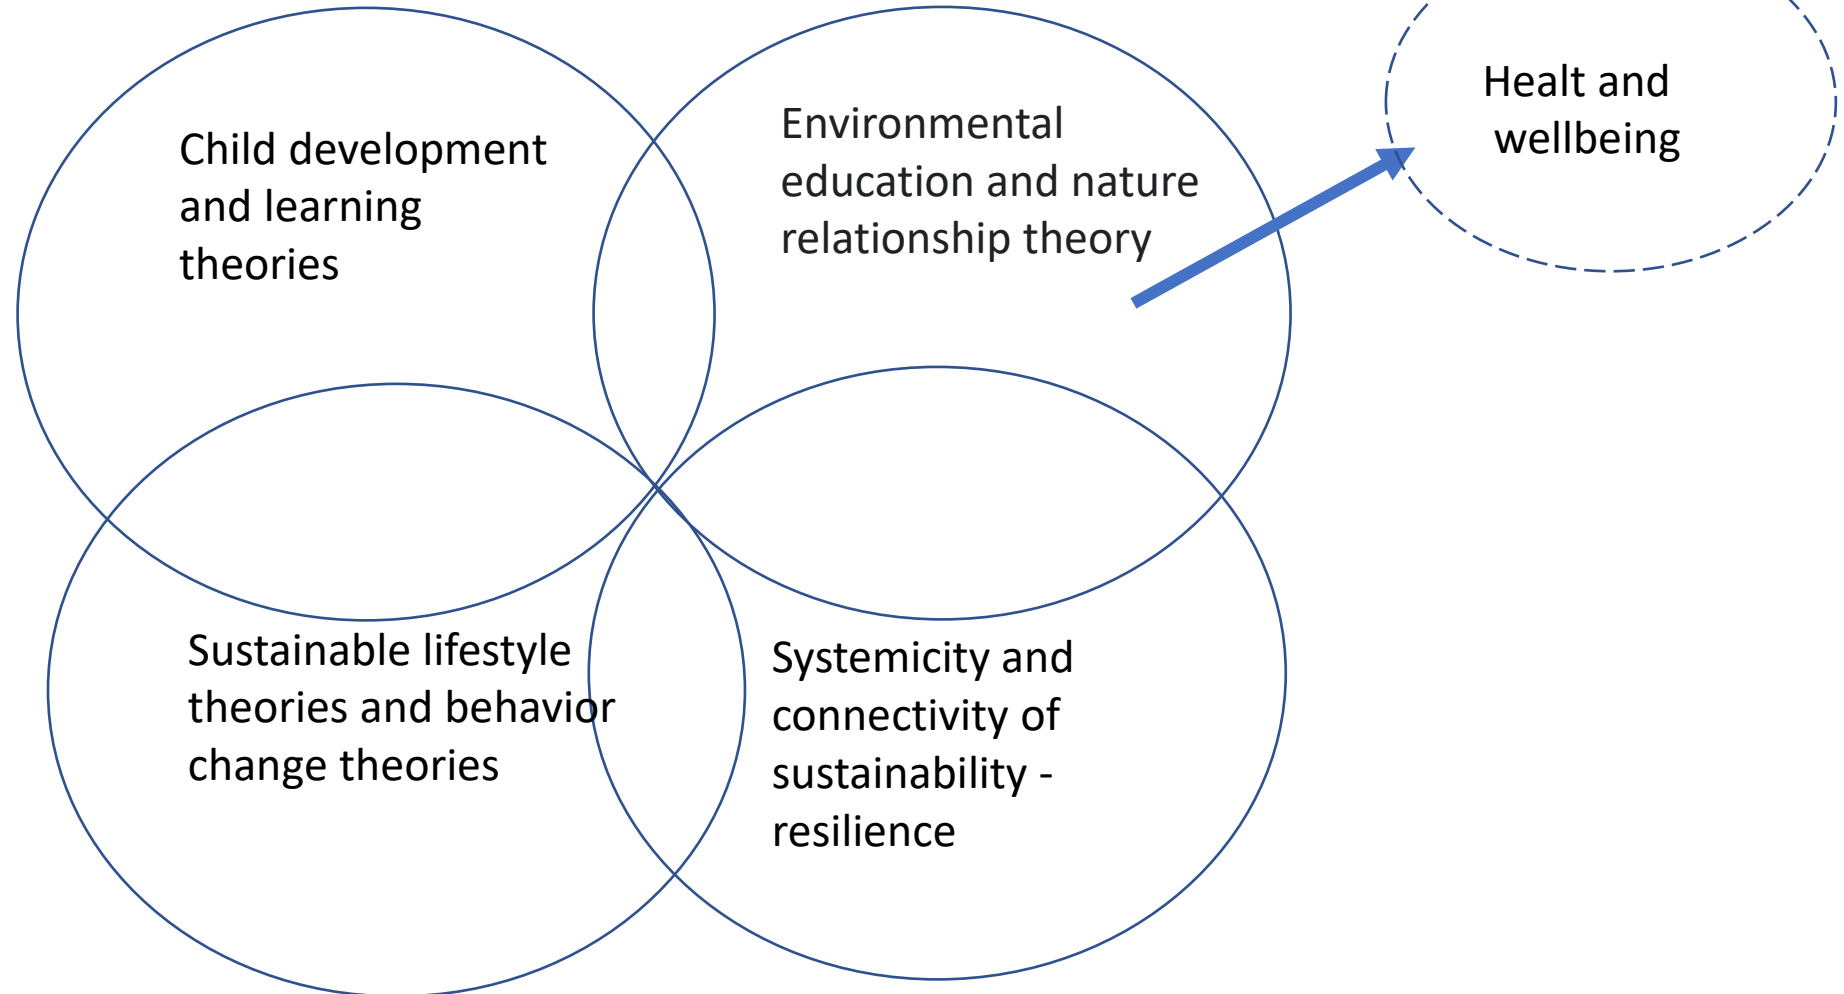 Child development
and learning
theories
Environmental
education and nature
relationship theory
Healt and
wellbeing
Sustainable lifestyle
theories and behavior
change theories
Systemicity and
connectivity of
sustainability -
resilience